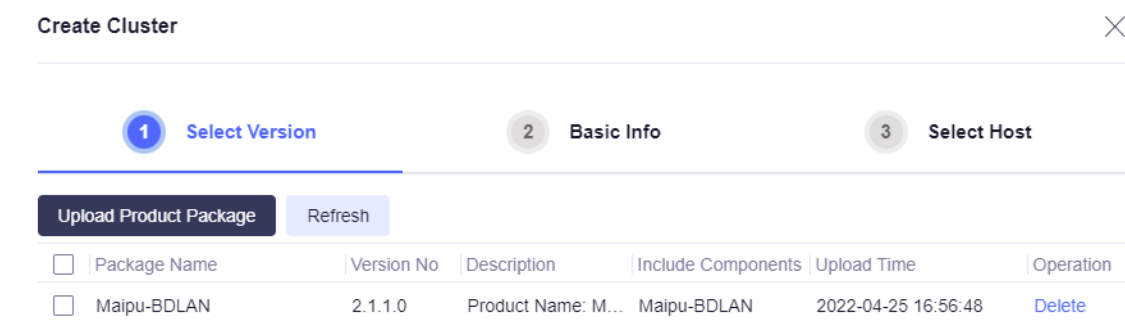 Create Cluster
1 Select Version 2 Basic Info 3 Select Host
Upload Product Package Refresh
Package Name Version No Description Include Components Upload Time Operation
Maipu-BDLAN 2.1.1.0 Product Name: M... Maipu-BDLAN 2022-04-25 16:56:48 Delete